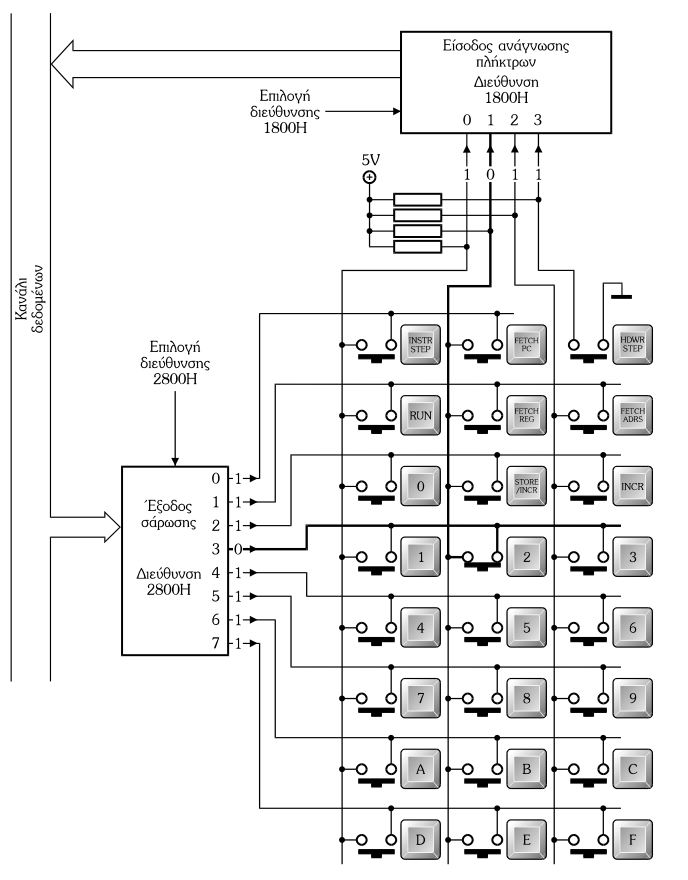 Είσοδος ανάγνωσης
πλήκτρων
Διεύθυνση
1800H
0 1 2 3
Επιλογή
διεύθυνσης
1800H
1 0 1 1
5V
Κανάλι
δεδομένων
INSTR
STEP
FETCH
PC
HDWR
STEP
Επιλογή
διεύθυνσης
2800H
RUN
FETCH
REG
FETCH
ADRS
Έξοδος
σάρωσης
Διεύθυνση
2800H
0 1
1 1
2 1
3 0
4 1
5 1
6 1
7 1
0
STORE
/INCR
INCR
1 2 3
4 5 6
7 8 9
A B C
D E F